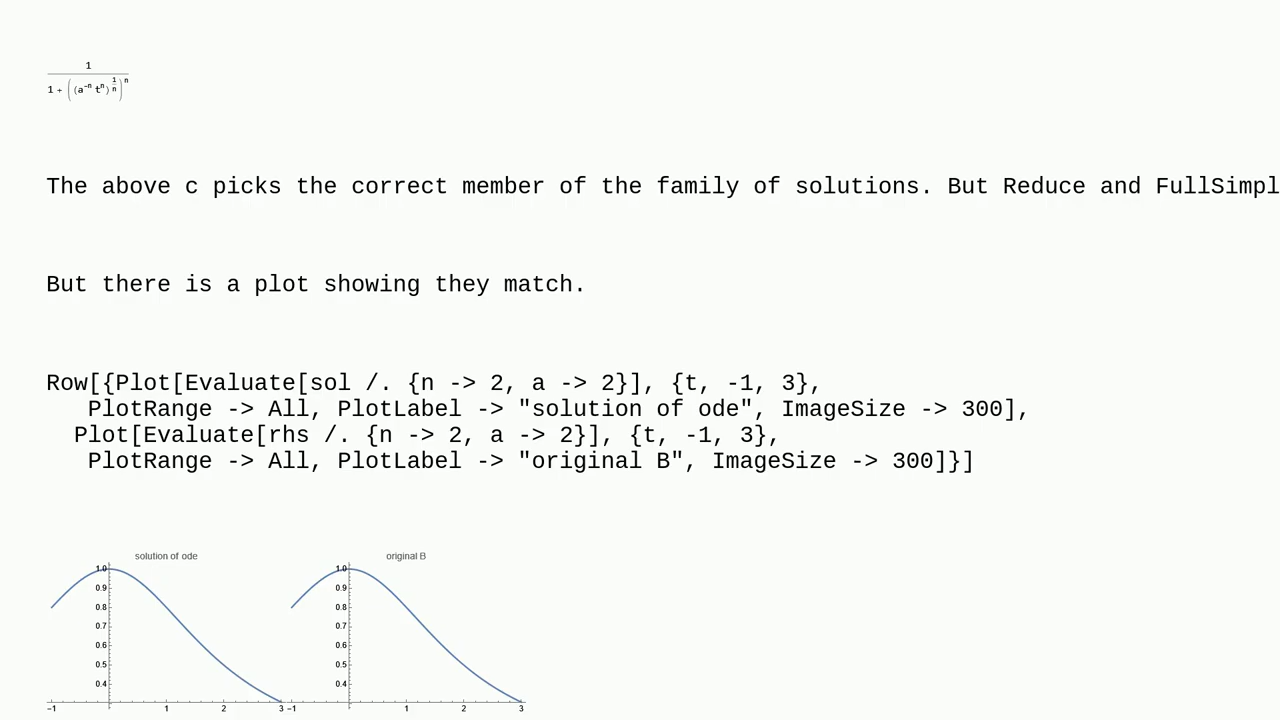 1
1 + ((a^-n t^n)^1/n)^n
The above c picks the correct member of the family of solutions. But Reduce and
But there is a plot showing they match.
Row[{Plot[Evaluate[sol /. {n -> 2, a -> 2}], {t, -1, 3},
PlotRange -> All, PlotLabel -> "solution of ode", ImageSize -> 300],
Plot[Evaluate[rhs /. {n -> 2, a -> 2}], {t, -1, 3},
PlotRange -> All, PlotLabel -> "original B", ImageSize -> 300]}]
solution of ode
1.0
0.9
0.8
0.7
0.6
0.5
0.4
-1 1 2 3
original B
1.0
0.9
0.8
0.7
0.6
0.5
0.4
-1 1 2 3